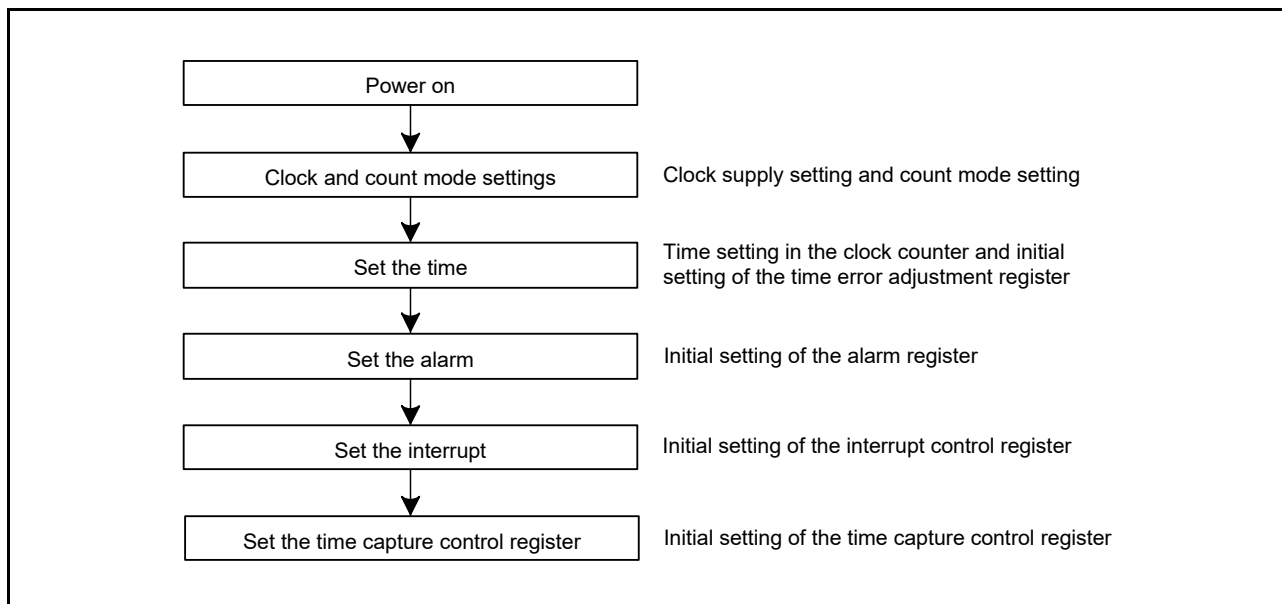 Power on
Clock and count mode settings
Clock supply setting and count mode setting
Set the time
Time setting in the clock counter and initial
setting of the time error adjustment register
Set the alarm
Initial setting of the alarm register
Set the interrupt
Initial setting of the interrupt control register
Set the time capture control register
Initial setting of the time capture control register